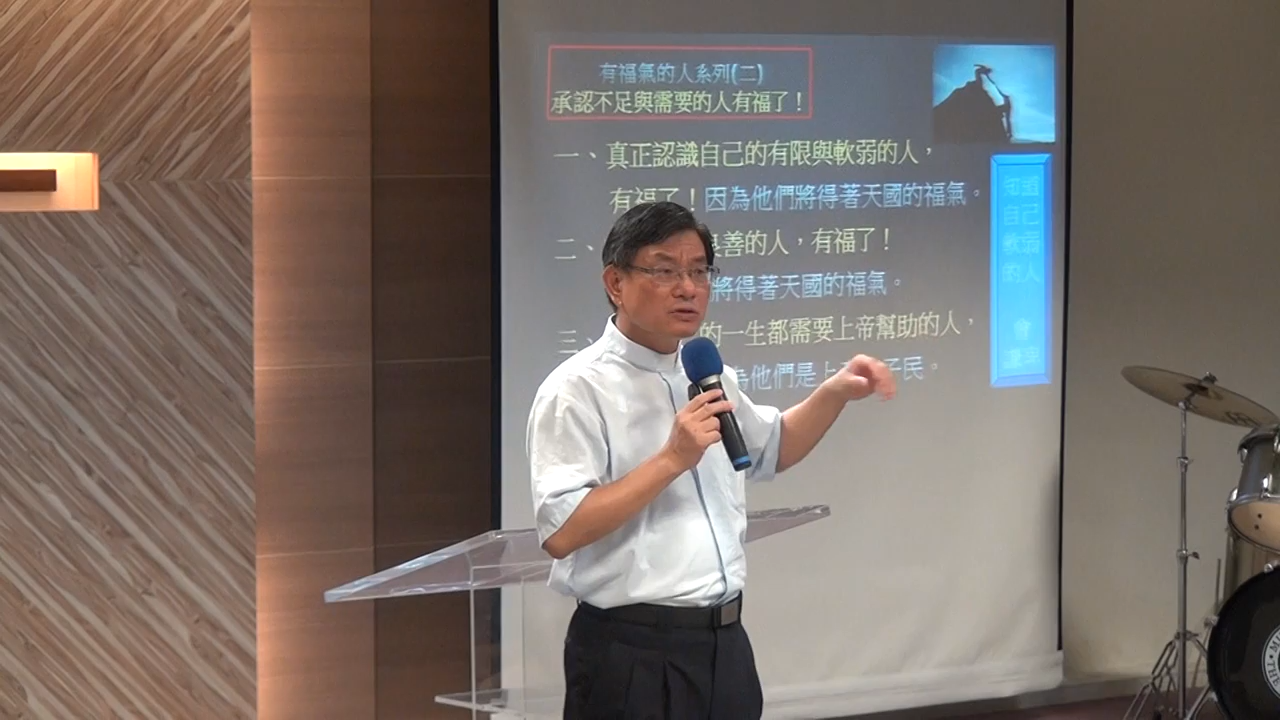 有福氣的人系列(二)
承認不足與需要的人有福了！
一、真正認識自己的有限與軟弱的人，
有福了！因為他們將得著天國的福氣。
二、良善的人，有福了！
將得著天國的福氣。
三、的一生都需要上帝幫助的人，
為他們是上子民。
知道
自己
軟弱
的人
會